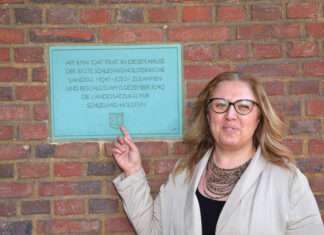 AM 8. MAI 1947 TRAT IN DIESEM HAUSE
DER ERSTE SCHLESWIG-HOLSTEINISCHE
LANDTAG <1947-1950> ZUSAMMEN
UND BESCHLOSS AM 13. DEZEMBER 1949
DIE LANDESSATZUNG FÜR
SCHLESWIG-HOLSTEIN